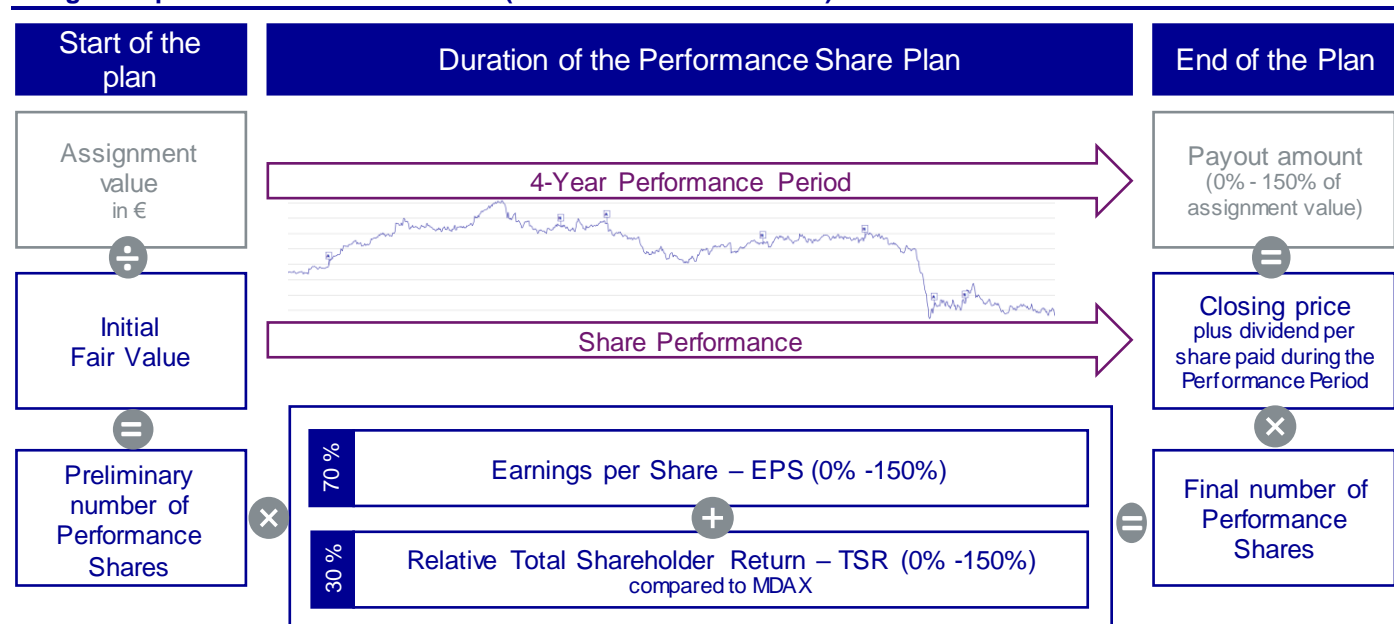 Start of the
plan
Duration of the Performance Share Plan
End of the Plan
Assignment
value
in €
÷
Initial
Fair Value
=
Preliminary
number of
Performance
Shares
×
4-Year Performance Period
Share Performance
70 %
Earnings per Share – EPS (0% -150%)
+
30 %
Relative Total Shareholder Return – TSR (0% -150%)
compared to MDAX
=
Payout amount
(0% - 150% of
assignment value)
=
Closing price
plus dividend per
share paid during the
Performance Period
×
Final number of
Performance
Shares